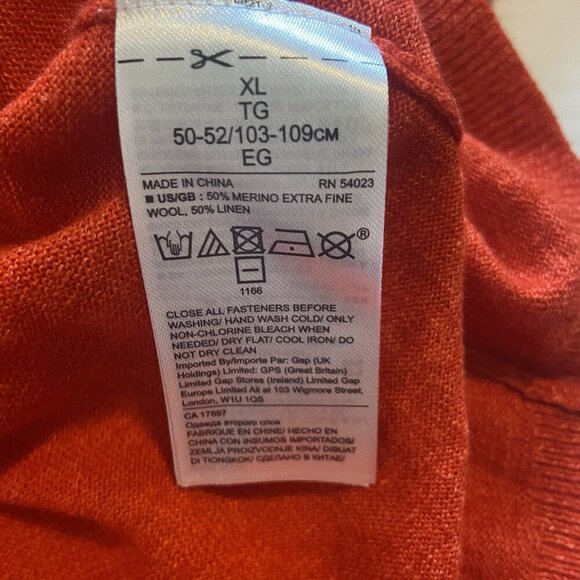 XL
TG
50-52/103-109CM
EG
MADE IN CHINA RN 54023
■ US/GB : 50% MERINO EXTRA FINE
WOOL, 50% LINEN
®
1166
CLOSE ALL FASTENERS BEFORE
WASHING/ HAND WASH COLD/ ONLY
NON-CHLORINE BLEACH WHEN
NEEDED/ DRY FLAT/ COOL IRON/ DO
NOT DRY CLEAN
Imported By/Importe Par: Gap (UK
Holdings) Limited: GPS (Great Britain)
Limited Gap Stores (Ireland) Limited Gap
Europe Limited All at 103 Wigmore Street,
London, W1U 1QS
CA 17897
Одежда второго слоя
FABRIQUE EN CHINE/ HECHO EN
CHINA CON INSUMOS IMPORTADOS/
ZEMLJA PROIZVODNJE KINA/ DIBUAT
DI TIONGKOK/ СДЕЛАНО В КИТАЕ/